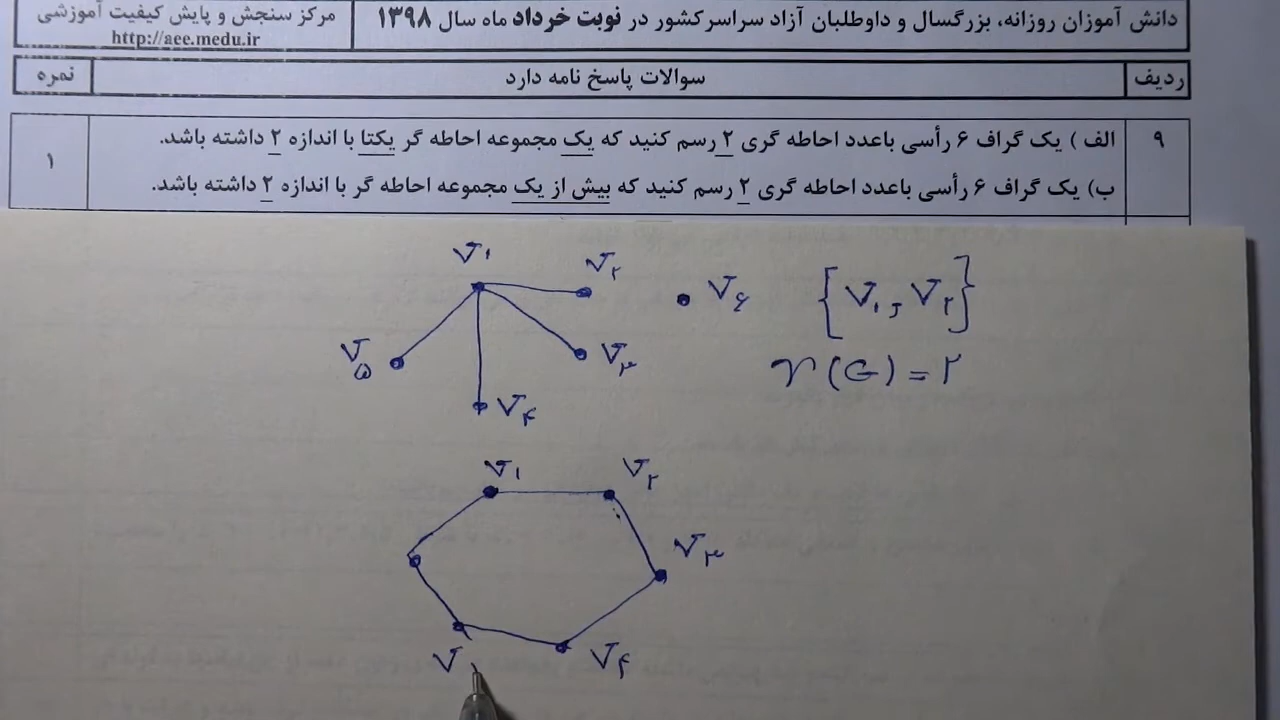 دانش آموزان روزانه، بزرگسال و داوطلبان آزاد سراسر کشور در نوبت خرداد ماه سال ۱۳۹۸
مرکز سنجش و پایش کیفیت آموزشی
http://aee.medu.ir
ردیف
سوالات پاسخ نامه دارد
نمره
۹
الف ) یک گراف ۶ رأسی باعدد احاطه گری ۲ رسم کنید که یک مجموعه احاطه گر یکتا با اندازه ۲ داشته باشد.
ب) یک گراف ۶ رأسی باعدد احاطه گری ۲ رسم کنید که بیش از یک مجموعه احاطه گر با اندازه ۲ داشته باشد.
۱
V۱
V۲
V۶
{V۱, V۲}
V۵
V۳
γ(G) = ۲
V۴
V۱
V۲
V۳
V۴
V